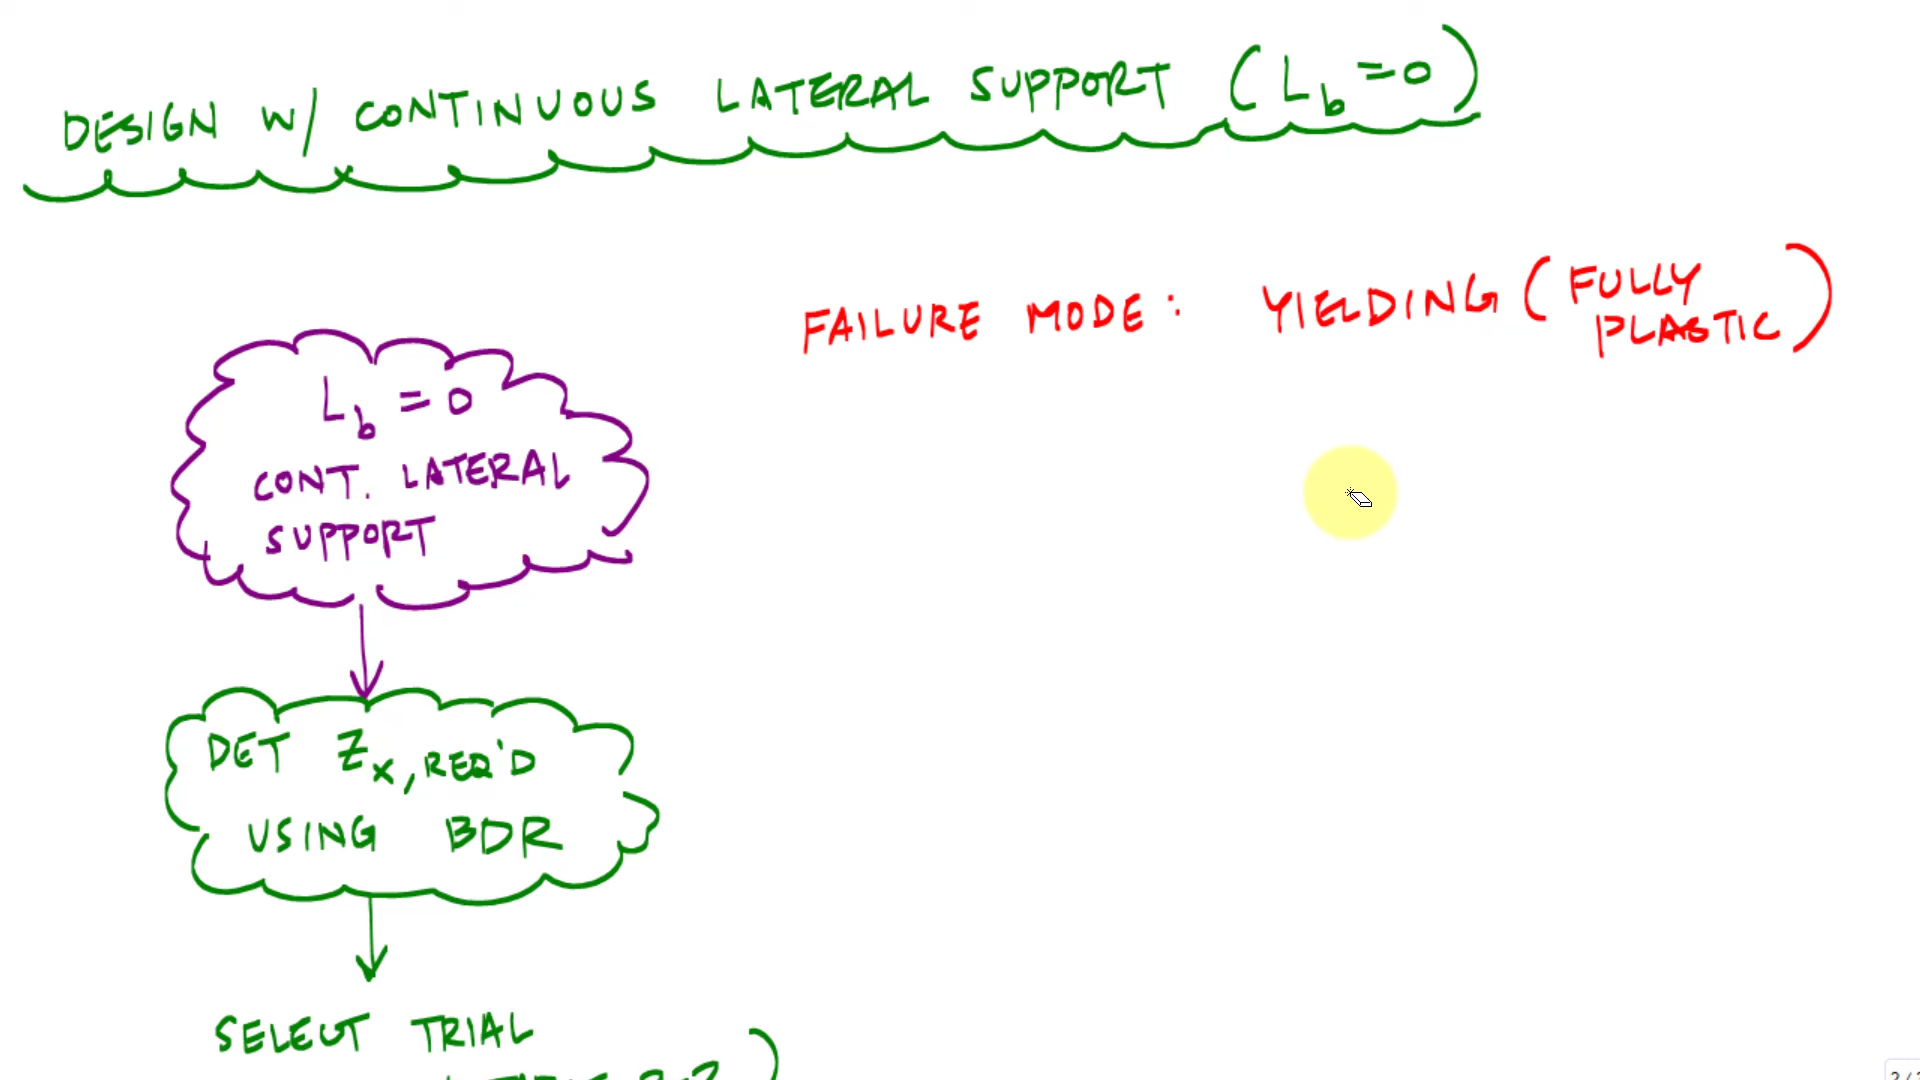 DESIGN W/ CONTINUOUS LATERAL SUPPORT (Lb=0)
FAILURE MODE: YIELDING (FULLY PLASTIC)
Lb = 0
CONT. LATERAL
SUPPORT
DET Zx, REQ'D
USING BDR
SELECT TRIAL